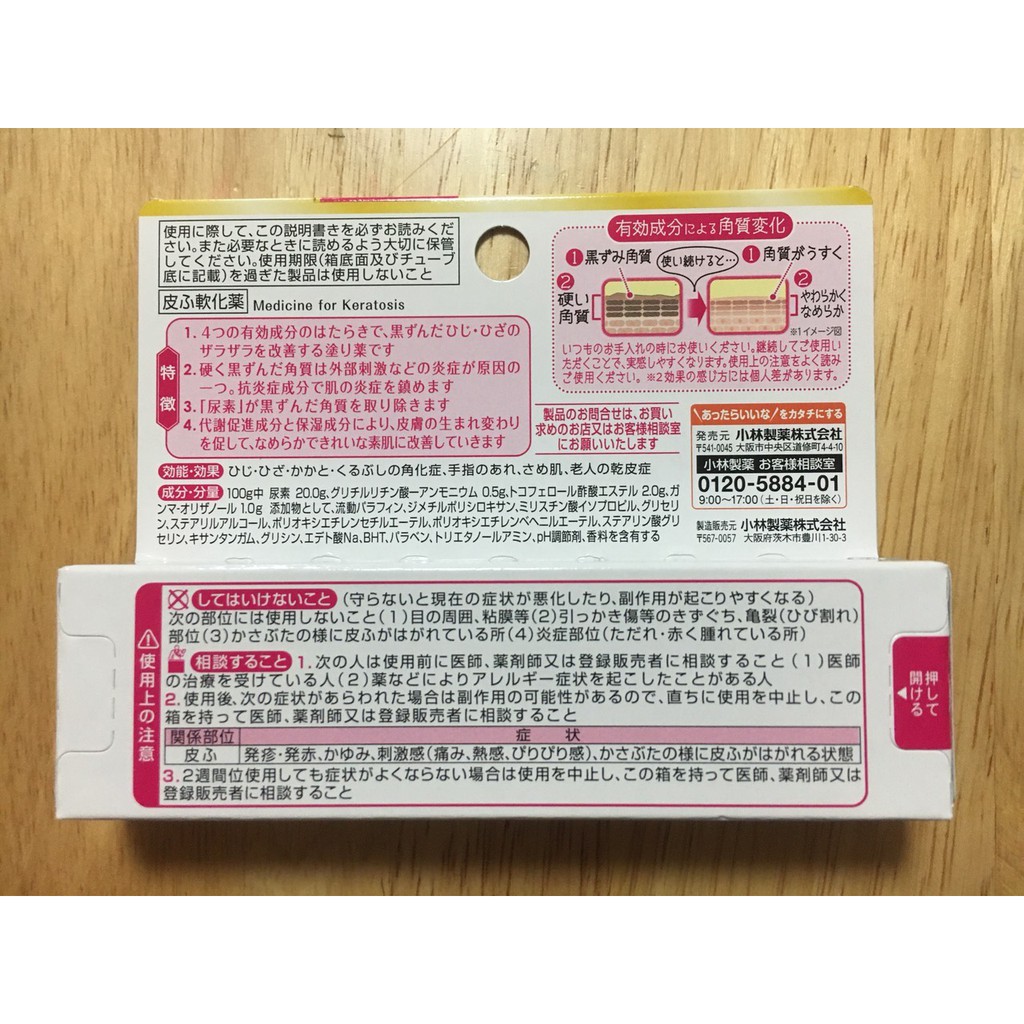 使用に際して、この説明書きを必ずお読みくだ
さい。また必要なときに読めるよう大切に保管
してください。使用期限(箱底面及びチューブ
底に記載)を過ぎた製品は使用しないこと
皮ふ軟化薬 Medicine for Keratosis
特徴
1. 4つの有効成分のはたらきで、黒ずんだひじ・ひざの
ザラザラを改善する塗り薬です
2. 硬く黒ずんだ角質は外部刺激などの炎症が原因の
一つ。抗炎症成分で肌の炎症を鎮めます
3.「尿素」が黒ずんだ角質を取り除きます
4. 代謝促進成分と保湿成分により、皮膚の生まれ変わり
を促して、なめらかできれいな素肌に改善していきます
有効成分による角質変化
1 黒ずみ角質
使い続けると…
1 角質がうすく
2 硬い角質
2 やわらかくなめらか
※1イメージ図
いつものお手入れの時にお使いください。継続してご使用い
ただくことで、実感しやすくなります。使用上の注意をよく読み
ご使用ください。※2効果の感じ方には個人差があります。
製品のお問合せは、お買い
求めのお店又はお客様相談室
にお願いいたします
"あったらいいな"をカタチにする
発売元 小林製薬株式会社
〒541-0045 大阪市中央区道修町4-4-10
小林製薬 お客様相談室
0120-5884-01
9:00〜17:00(土・日・祝日を除く)
製造販売元 小林製薬株式会社
〒567-0057 大阪府茨木市豊川1-30-3
効能・効果 ひじ・ひざ・かかと・くるぶしの角化症、手指のあれ、さめ肌、老人の乾皮症
成分・分量 100g中 尿素 20.0g、グリチルリチン酸一アンモニウム 0.5g、トコフェロール酢酸エステル 2.0g、ガ
ンマ-オリザノール 1.0g 添加物として、流動パラフィン、ジメチルポリシロキサン、ミリスチン酸イソプロピル、グリセリ
ン、ステアリルアルコール、ポリオキシエチレンセチルエーテル、ポリオキシエチレンベヘニルエーテル、ステアリン酸グリ
セリン、キサンタンガム、グリシン、エデト酸Na、BHT、パラベン、トリエタノールアミン、pH調節剤、香料を含有する
使用上の注意
してはいけないこと (守らないと現在の症状が悪化したり、副作用が起こりやすくなる)
次の部位には使用しないこと(1)目の周囲、粘膜等(2)引っかき傷等のきずぐち、亀裂(ひび割れ)
部位(3)かさぶたの様に皮ふがはがれている所(4)炎症部位(ただれ・赤く腫れている所)
相談すること 1. 次の人は使用前に医師、薬剤師又は登録販売者に相談すること(1)医師
の治療を受けている人(2)薬などによりアレルギー症状を起こしたことがある人
2. 使用後、次の症状があらわれた場合は副作用の可能性があるので、直ちに使用を中止し、この
箱を持って医師、薬剤師又は登録販売者に相談すること
関係部位 症 状
皮ふ 発疹・発赤、かゆみ、刺激感(痛み、熱感、ぴりぴり感)、かさぶたの様に皮ふがはがれる状態
3. 2週間位使用しても症状がよくならない場合は使用を中止し、この箱を持って医師、薬剤師又は
登録販売者に相談すること
押して
開ける